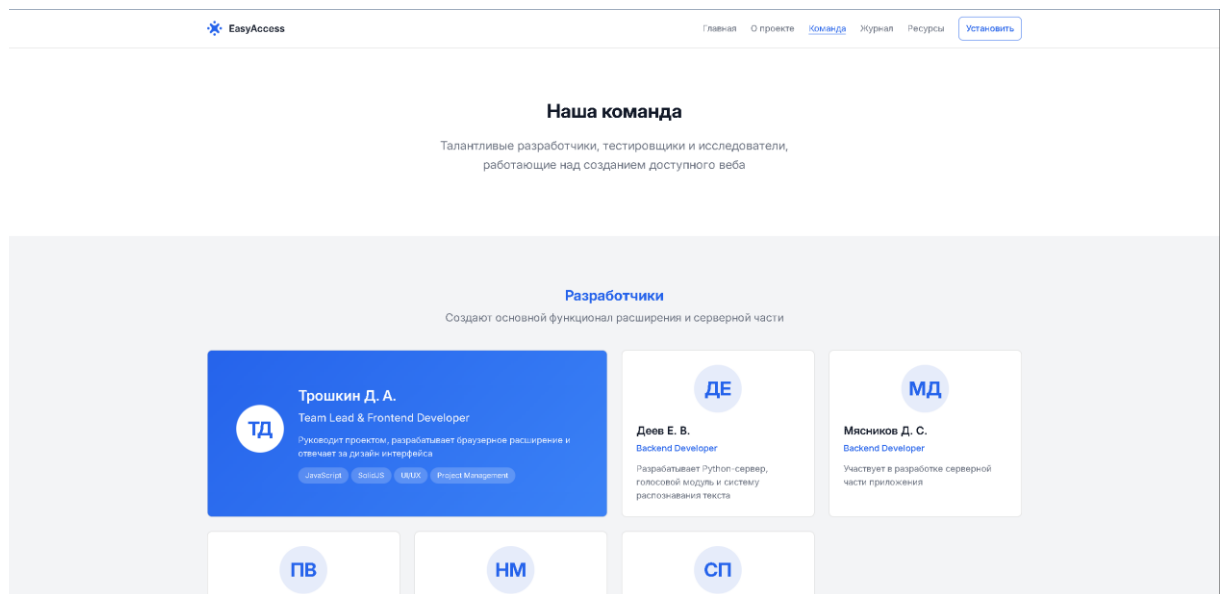 EasyAccess
Главная О проекте Команда Журнал Ресурсы Установить
Наша команда
Талантливые разработчики, тестировщики и исследователи,
работающие над созданием доступного веба
Разработчики
Создают основной функционал расширения и серверной части
ТД
Трошкин Д. А.
Team Lead & Frontend Developer
Руководит проектом, разрабатывает браузерное расширение и
отвечает за дизайн интерфейса
JavaScript SolidJS UI/UX Project Management
ДЕ
Деев Е. В.
Backend Developer
Разрабатывает Python-сервер,
голосовой модуль и систему
распознавания текста
МД
Мясников Д. С.
Backend Developer
Участвует в разработке серверной
части приложения
ПВ
НМ
СП